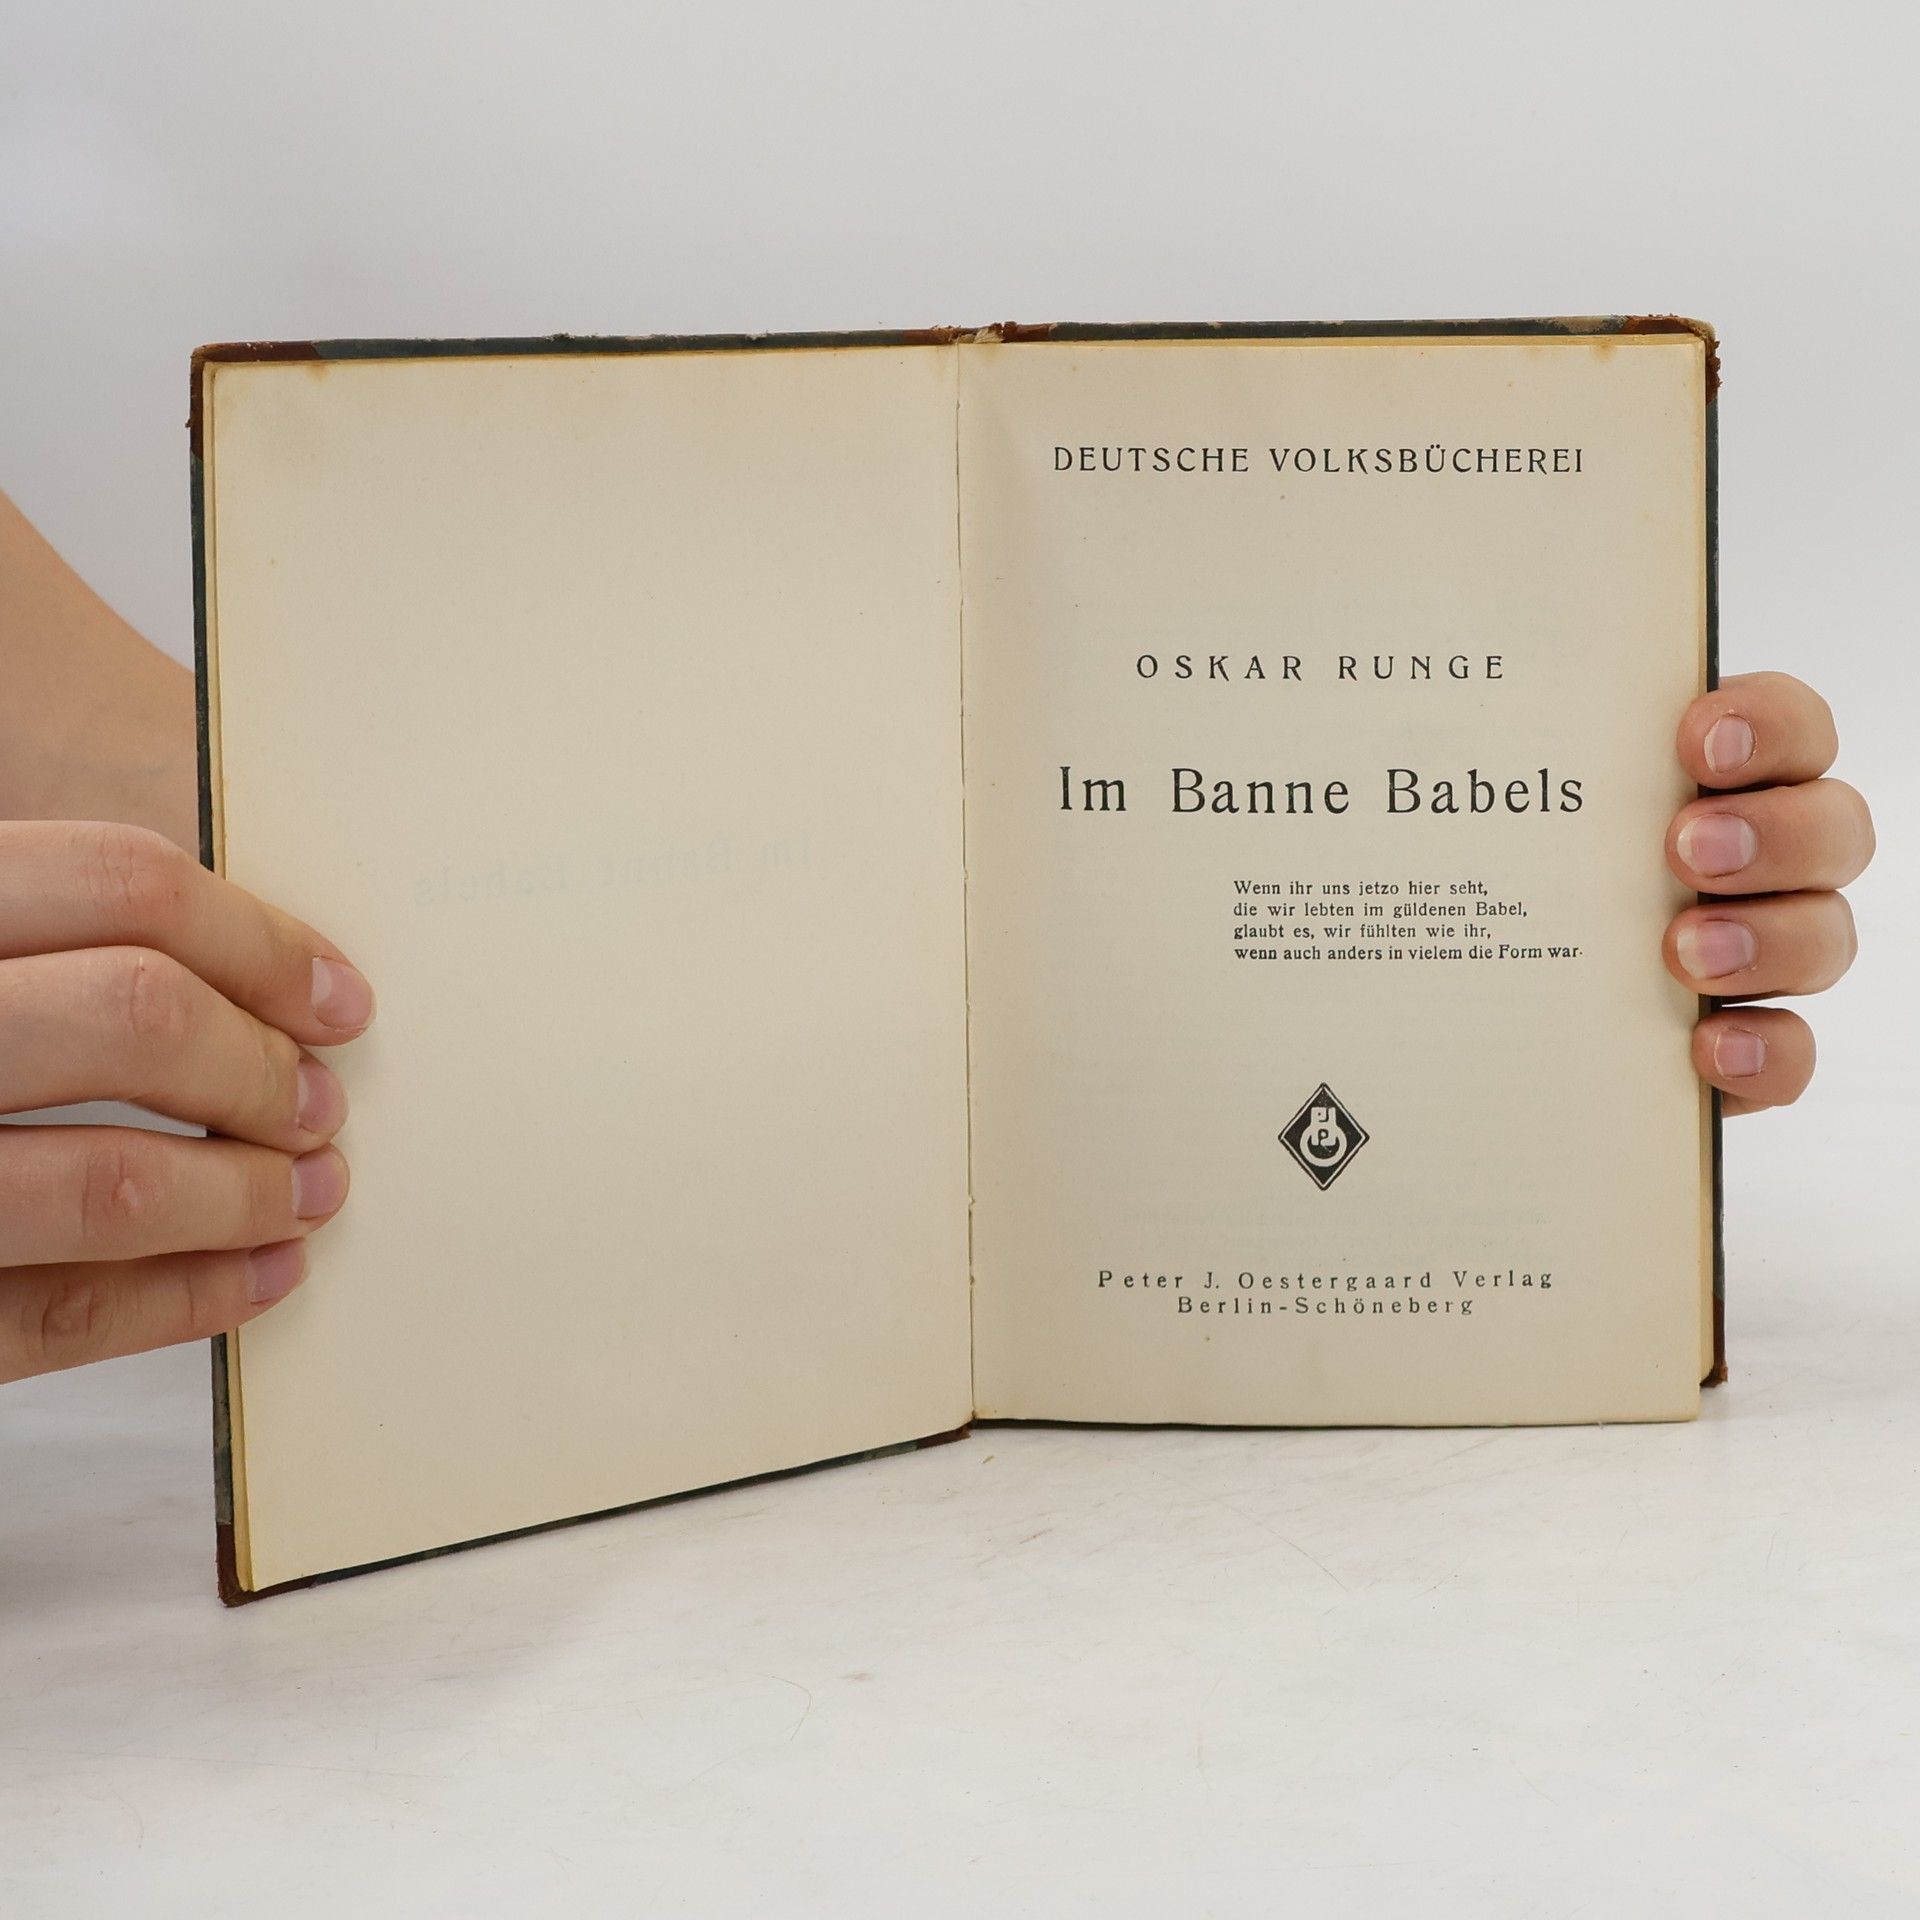 DEUTSCHE VOLKSBÜCHEREI
OSKAR RUNGE
Im Banne Babels
Wenn ihr uns jetzo hier seht,
die wir lebten im güldenen Babel,
glaubt es, wir fühlten wie ihr,
wenn auch anders in vielem die Form war.
Peter J. Oestergaard Verlag
Berlin-Schöneberg